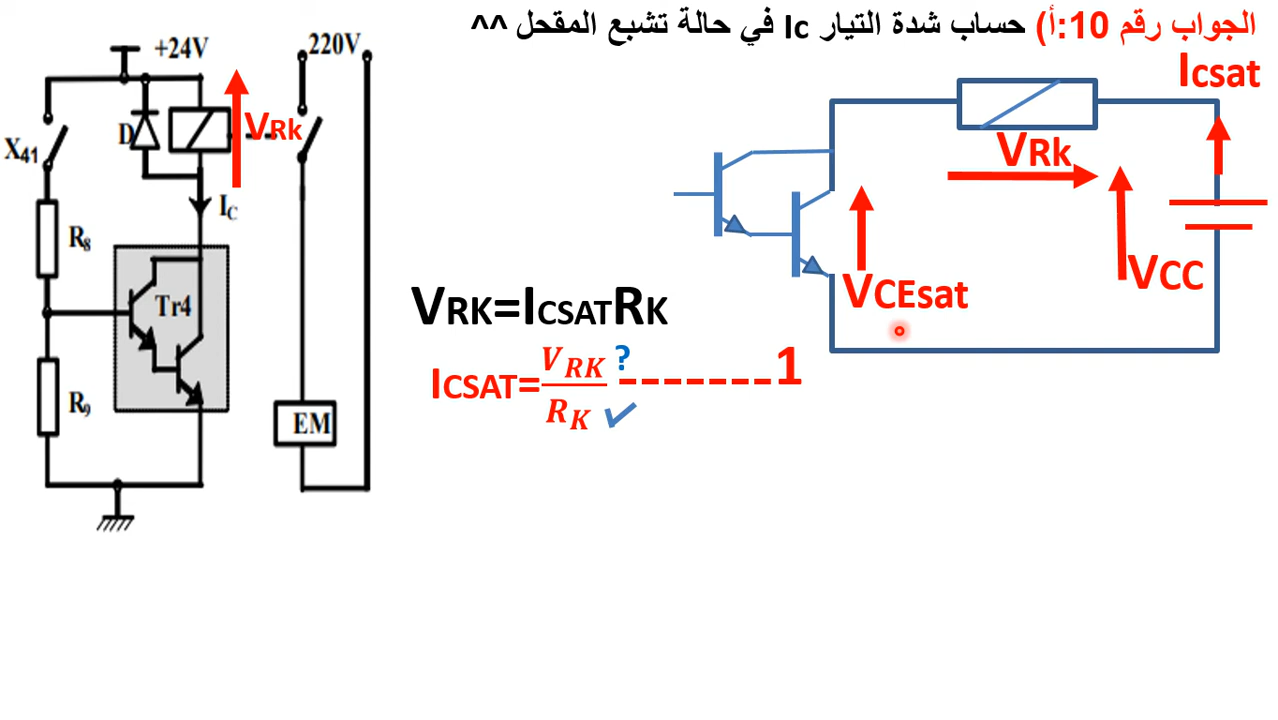 الجواب رقم 10:أ) حساب شدة التيار Ic في حالة تشبع المقحل ^^
+24V
220V
Icsat
D
VRk
VRk
X41
IC
R8
VCC
VCEsat
Tr4
VRK=ICSATRK
ICSAT=VRK/RK ? -------1
R9
EM